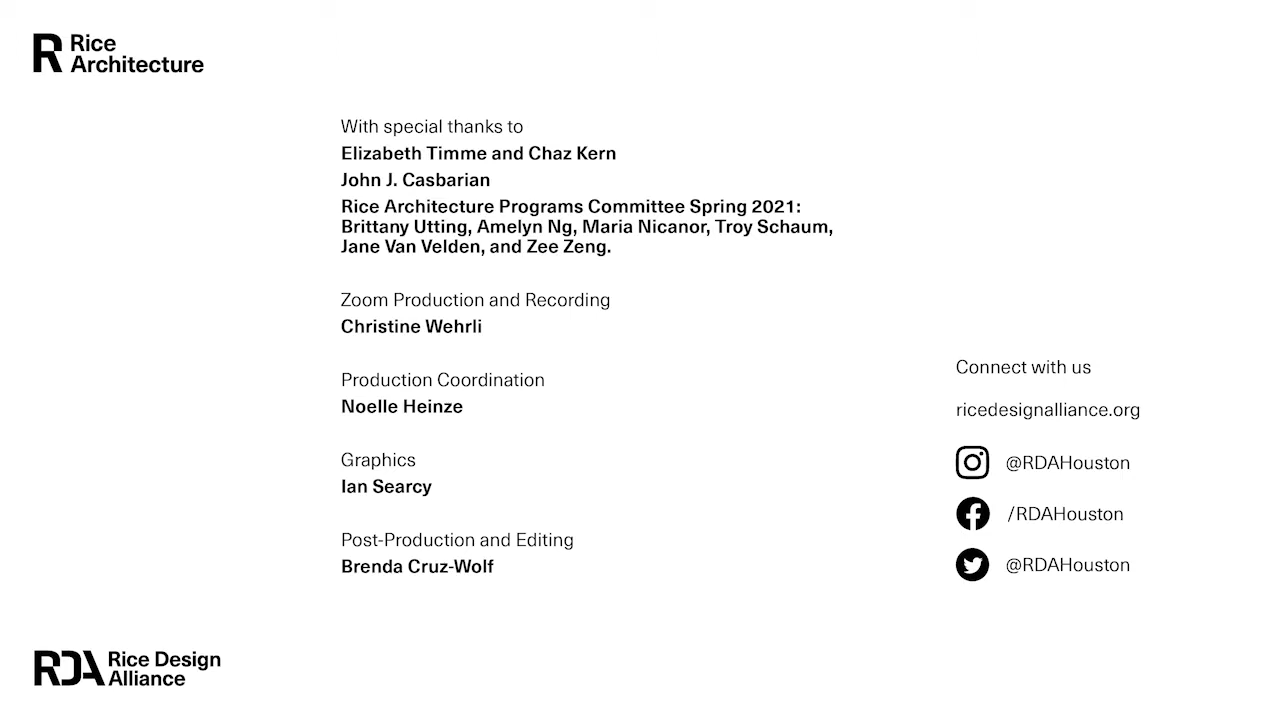 Rice
Architecture
With special thanks to
Elizabeth Timme and Chaz Kern
John J. Casbarian
Rice Architecture Programs Committee Spring 2021:
Brittany Utting, Amelyn Ng, Maria Nicanor, Troy Schaum,
Jane Van Velden, and Zee Zeng.
Zoom Production and Recording
Christine Wehrli
Production Coordination
Noelle Heinze
Graphics
Ian Searcy
Post-Production and Editing
Brenda Cruz-Wolf
Connect with us
ricedesignalliance.org
@RDAHouston
/RDAHouston
@RDAHouston
RDA Rice Design
Alliance